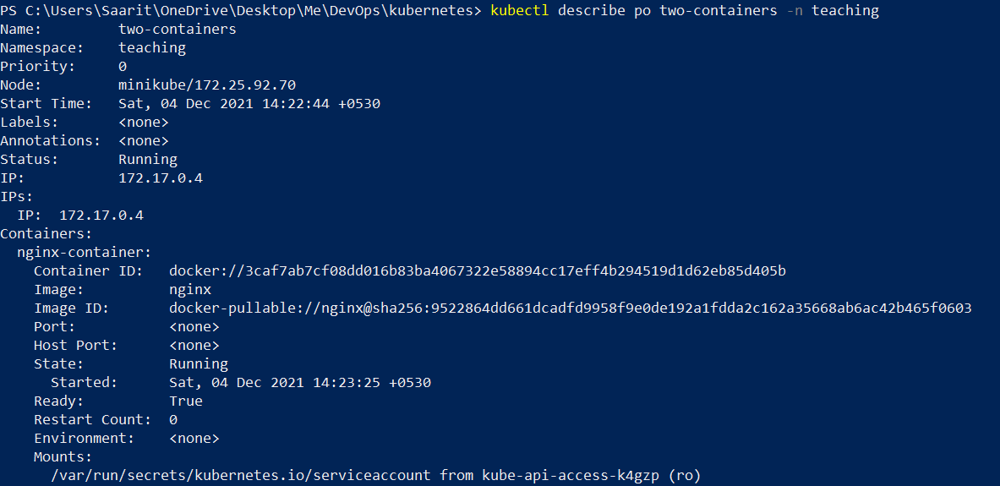 PS C:\Users\Saarit\OneDrive\Desktop\Me\DevOps\kubernetes> kubectl describe po two-containers -n teaching
Name:         two-containers
Namespace:    teaching
Priority:     0
Node:         minikube/172.25.92.70
Start Time:   Sat, 04 Dec 2021 14:22:44 +0530
Labels:       <none>
Annotations:  <none>
Status:       Running
IP:           172.17.0.4
IPs:
  IP:  172.17.0.4
Containers:
  nginx-container:
    Container ID:   docker://3caf7ab7cf08dd016b83ba4067322e58894cc17eff4b294519d1d62eb85d405b
    Image:          nginx
    Image ID:       docker-pullable://nginx@sha256:9522864dd661dcadfd9958f9e0de192a1fdda2c162a35668ab6ac42b465f0603
    Port:           <none>
    Host Port:      <none>
    State:          Running
      Started:      Sat, 04 Dec 2021 14:23:25 +0530
    Ready:          True
    Restart Count:  0
    Environment:    <none>
    Mounts:
      /var/run/secrets/kubernetes.io/serviceaccount from kube-api-access-k4gzp (ro)